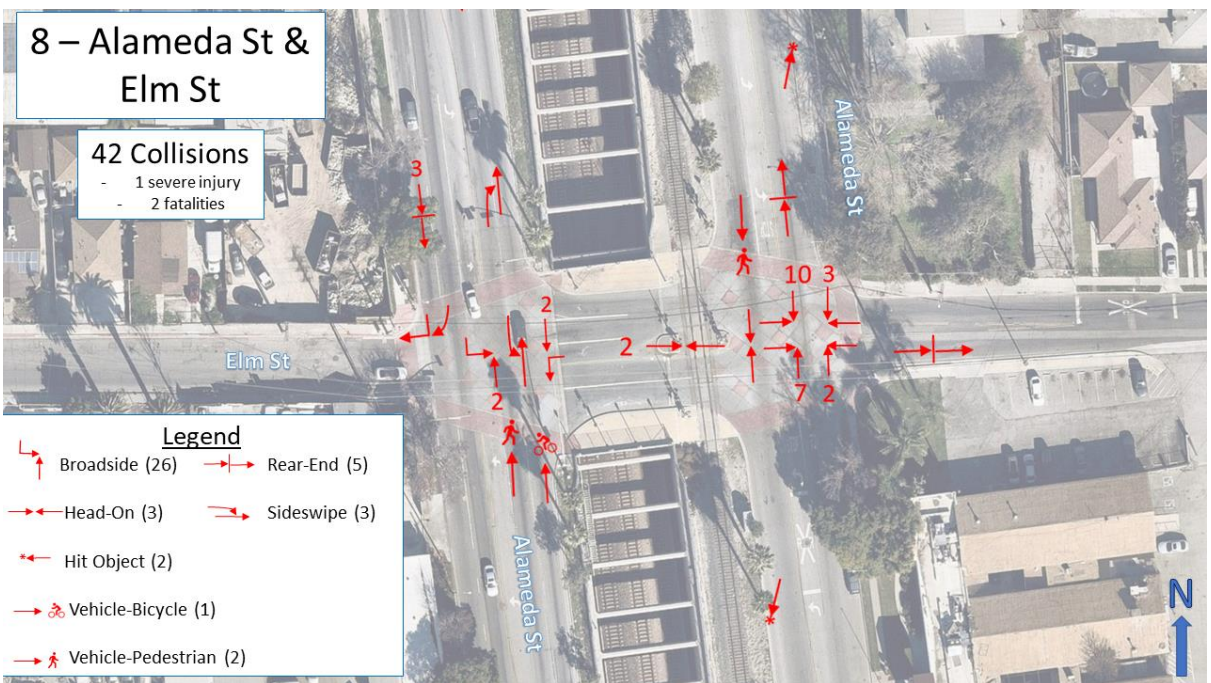 8 – Alameda St &
Elm St
42 Collisions
- 1 severe injury
- 2 fatalities
3
Alameda St
10
3
2
2
Elm St
2
7
2
Legend
Broadside (26)
Rear-End (5)
Head-On (3)
Sideswipe (3)
Hit Object (2)
Vehicle-Bicycle (1)
Vehicle-Pedestrian (2)
Alameda St
N